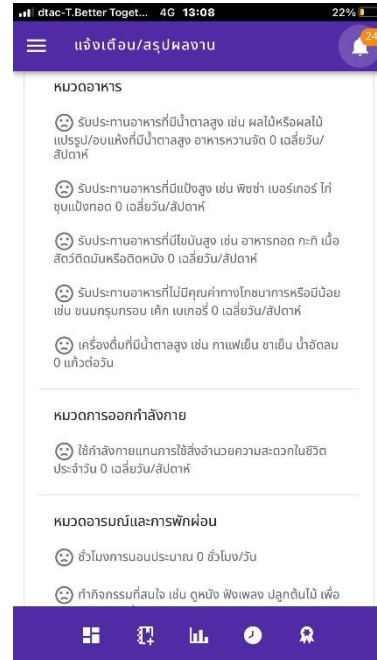 dtac-T.Better Toget... 4G 13:08 22%
แจ้งเตือน/สรุปผลงาน
24
หมวดอาหาร
รับประทานอาหารที่มีน้ำตาลสูง เช่น ผลไม้หรือผลไม้
แปรรูป/อบแห้งที่มีน้ำตาลสูง อาหารหวานจัด 0 เฉลี่ยวัน/
สัปดาห์
รับประทานอาหารที่มีแป้งสูง เช่น พิซซ่า เบอร์เกอร์ ไก่
ชุบแป้งทอด 0 เฉลี่ยวัน/สัปดาห์
รับประทานอาหารที่มีไขมันสูง เช่น อาหารทอด กะทิ เนื้อ
สัตว์ติดมันหรือติดหนัง 0 เฉลี่ยวัน/สัปดาห์
รับประทานอาหารที่ไม่มีคุณค่าทางโภชนาการหรือมีน้อย
เช่น ขนมกรุบกรอบ เค้ก เบเกอรี่ 0 เฉลี่ยวัน/สัปดาห์
เครื่องดื่มที่มีน้ำตาลสูง เช่น กาแฟเย็น ชาเย็น น้ำอัดลม
0 แก้วต่อวัน
หมวดการออกกำลังกาย
ใช้กำลังกายแทนการใช้สิ่งอำนวยความสะดวกในชีวิต
ประจำวัน 0 เฉลี่ยวัน/สัปดาห์
หมวดอารมณ์และการพักผ่อน
ชั่วโมงการนอนประมาณ 0 ชั่วโมง/วัน
ทำกิจกรรมที่สนใจ เช่น ดูหนัง ฟังเพลง ปลูกต้นไม้ เพื่อ